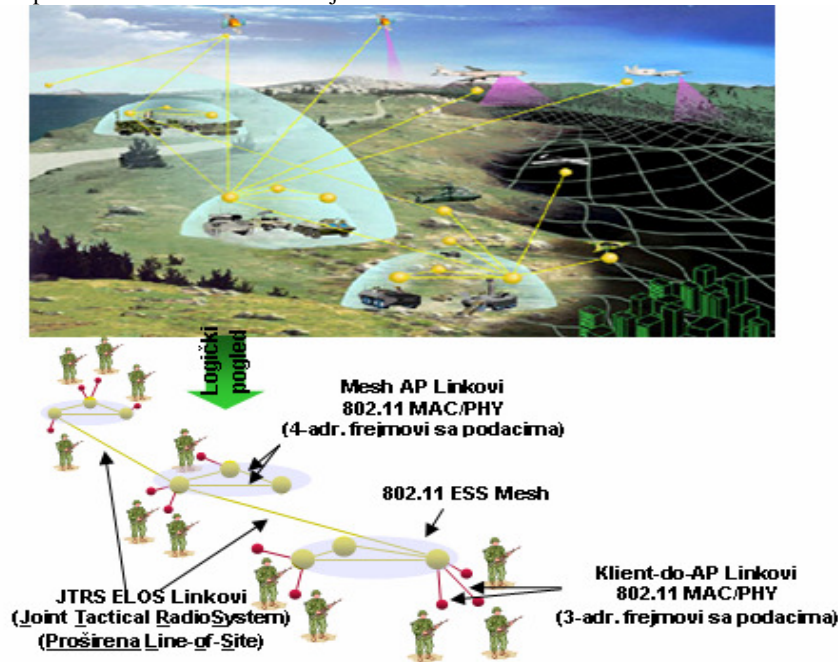 Logički
pogled
Mesh AP Linkovi
802.11 MAC/PHY
(4-adr. frejmovi sa podacima)
802.11 ESS Mesh
JTRS ELOS Linkovi
(Joint Tactical RadioSystem)
(Proširena Line-of-Site)
Klient-do-AP Linkovi
802.11 MAC/PHY
(3-adr. frejmovi sa podacima)